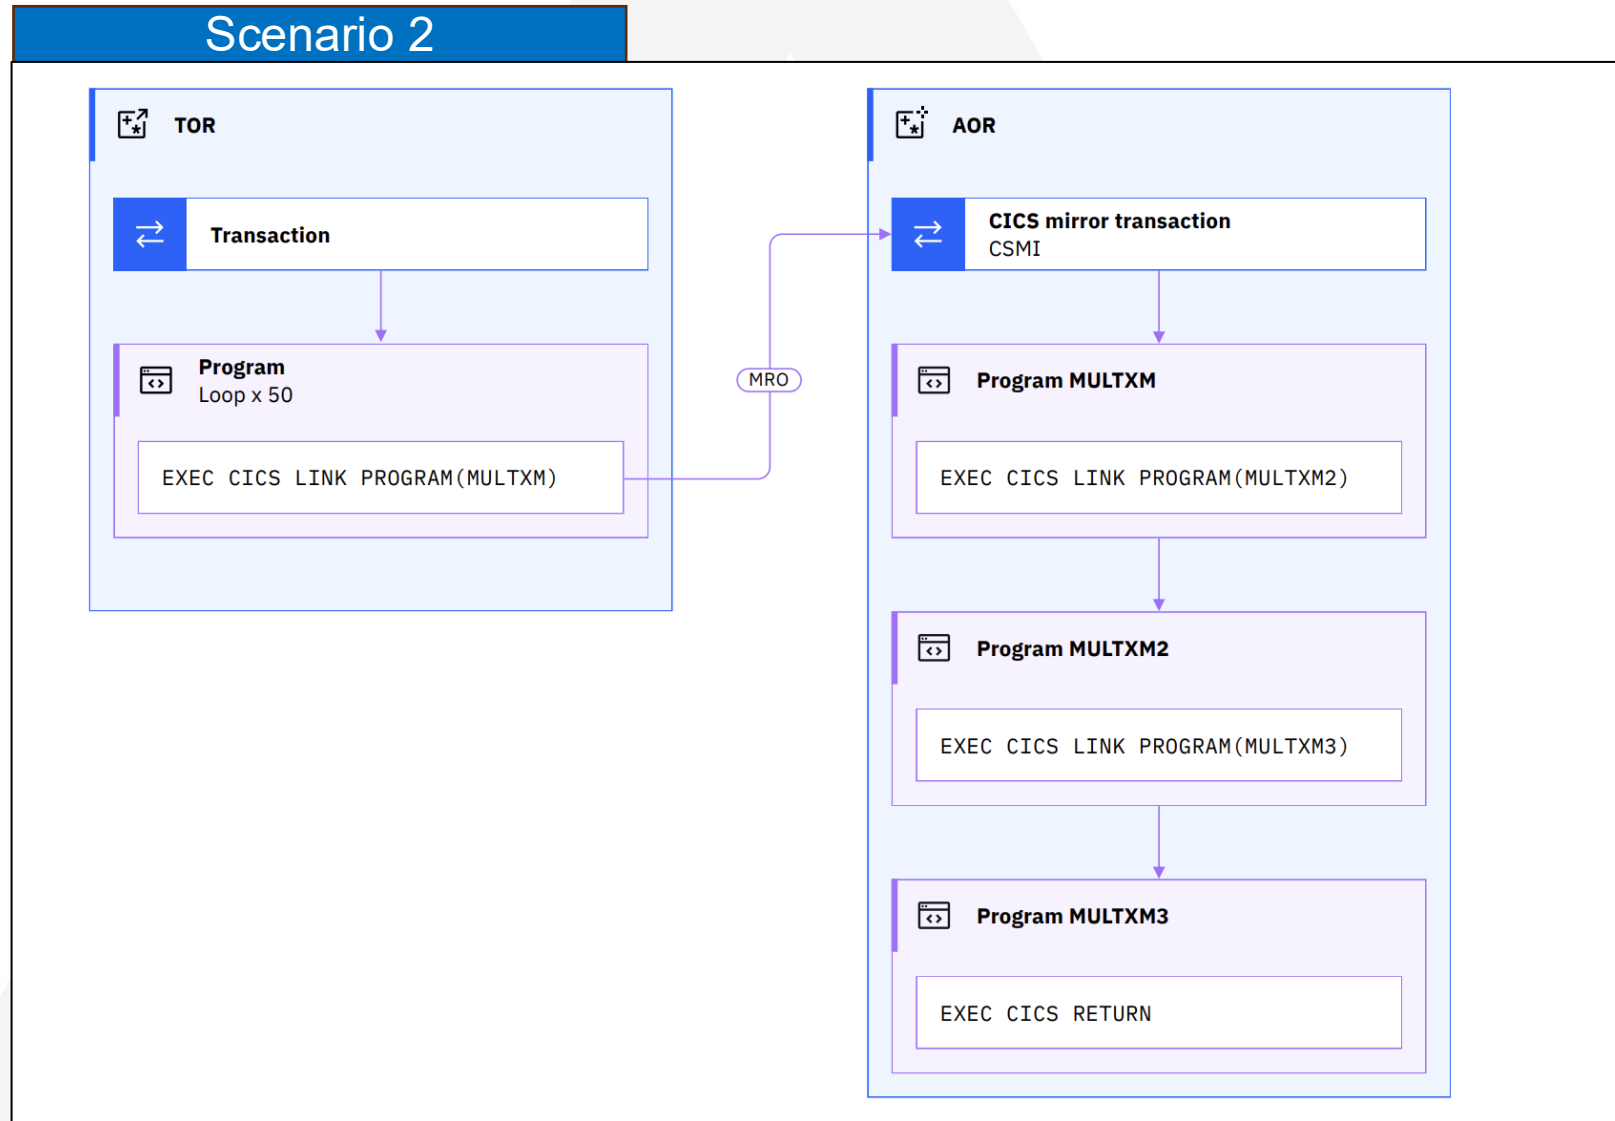 Scenario 2
TOR
Transaction
Program
Loop x 50
EXEC CICS LINK PROGRAM(MULTXM)
MRO
AOR
CICS mirror transaction
CSMI
Program MULTXM
EXEC CICS LINK PROGRAM(MULTXM2)
Program MULTXM2
EXEC CICS LINK PROGRAM(MULTXM3)
Program MULTXM3
EXEC CICS RETURN